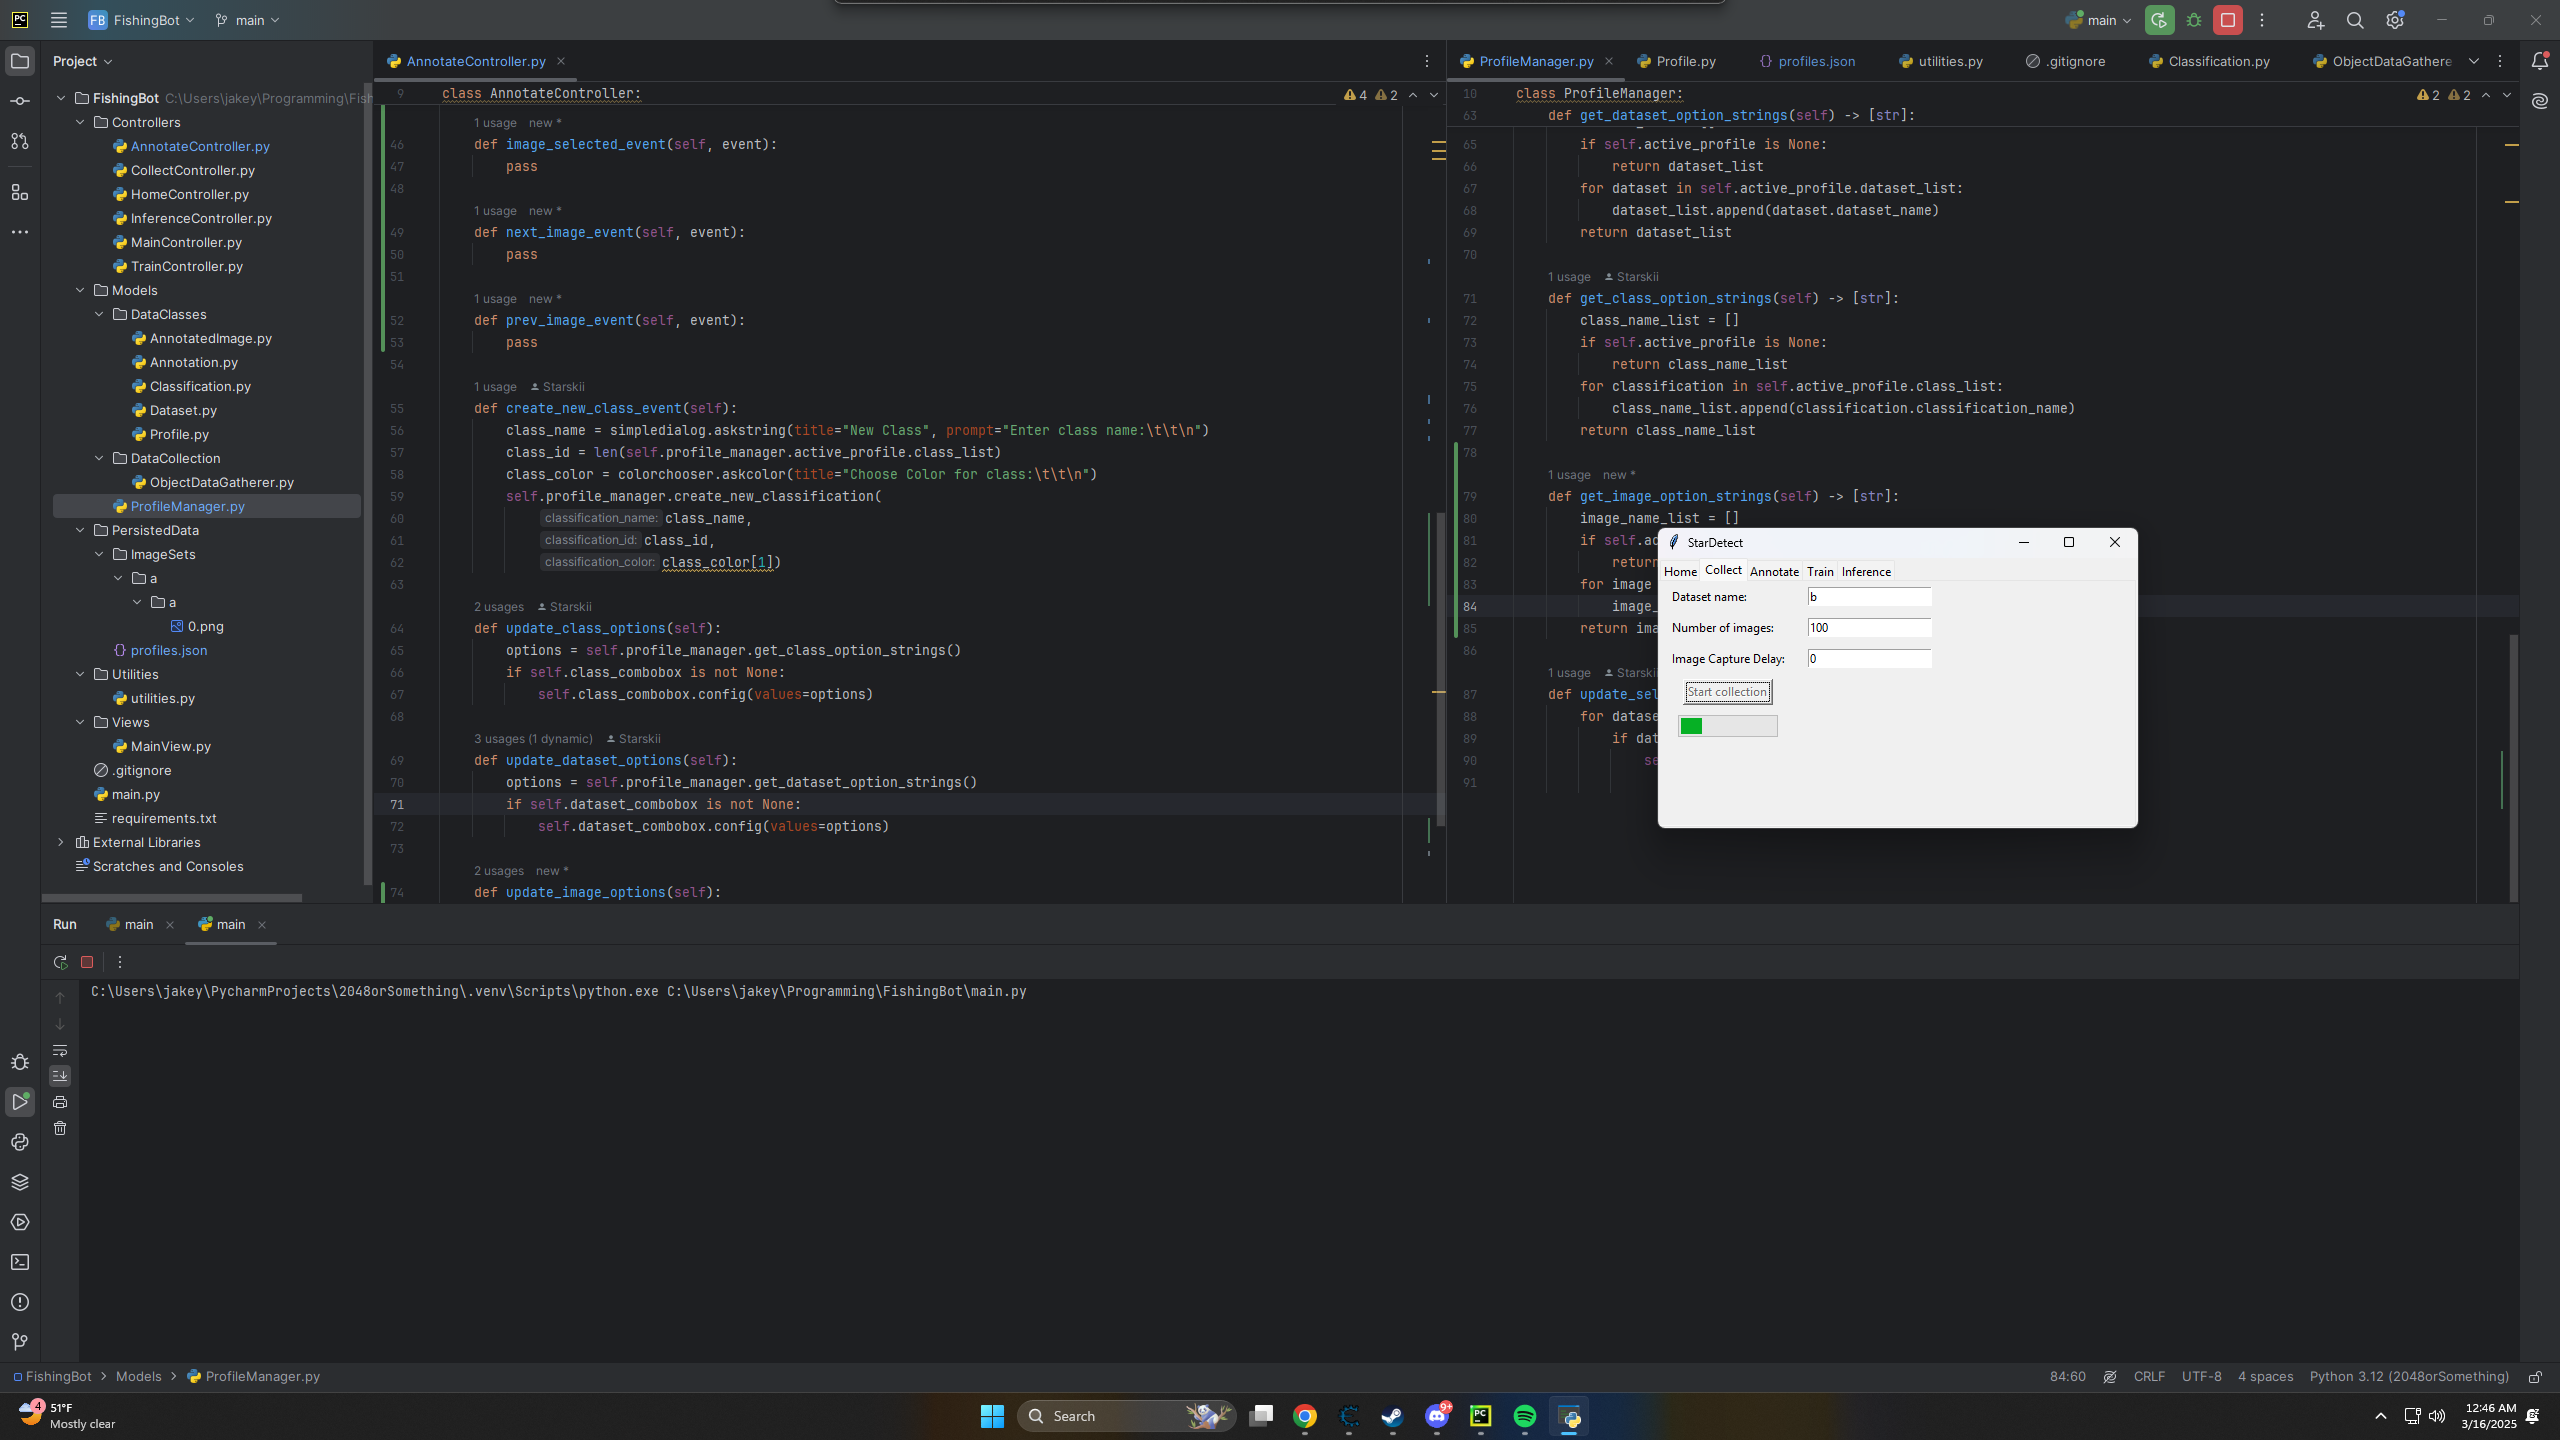 PC
FB FishingBot
main
main
Project
FishingBot C:\Users\jakey\Programming\Fish
Controllers
AnnotateController.py
CollectController.py
HomeController.py
InferenceController.py
MainController.py
TrainController.py
Models
DataClasses
AnnotatedImage.py
Annotation.py
Classification.py
Dataset.py
Profile.py
DataCollection
ObjectDataGatherer.py
ProfileManager.py
PersistedData
ImageSets
a
a
0.png
profiles.json
Utilities
utilities.py
Views
MainView.py
.gitignore
main.py
requirements.txt
External Libraries
Scratches and Consoles
AnnotateController.py
9 class AnnotateController:
4 2
1 usage new *
46 def image_selected_event(self, event):
47 pass
48
1 usage new *
49 def next_image_event(self, event):
50 pass
51
1 usage new *
52 def prev_image_event(self, event):
53 pass
54
1 usage Starskii
55 def create_new_class_event(self):
56 class_name = simpledialog.askstring(title="New Class", prompt="Enter class name:\t\t\n")
57 class_id = len(self.profile_manager.active_profile.class_list)
58 class_color = colorchooser.askcolor(title="Choose Color for class:\t\t\n")
59 self.profile_manager.create_new_classification(
60 classification_name: class_name,
61 classification_id: class_id,
62 classification_color: class_color[1])
63
2 usages Starskii
64 def update_class_options(self):
65 options = self.profile_manager.get_class_option_strings()
66 if self.class_combobox is not None:
67 self.class_combobox.config(values=options)
68
3 usages (1 dynamic) Starskii
69 def update_dataset_options(self):
70 options = self.profile_manager.get_dataset_option_strings()
71 if self.dataset_combobox is not None:
72 self.dataset_combobox.config(values=options)
73
2 usages new *
74 def update_image_options(self):
ProfileManager.py Profile.py profiles.json utilities.py .gitignore Classification.py ObjectDataGathere
10 class ProfileManager:
2 2
63 def get_dataset_option_strings(self) -> [str]:
65 if self.active_profile is None:
66 return dataset_list
67 for dataset in self.active_profile.dataset_list:
68 dataset_list.append(dataset.dataset_name)
69 return dataset_list
70
1 usage Starskii
71 def get_class_option_strings(self) -> [str]:
72 class_name_list = []
73 if self.active_profile is None:
74 return class_name_list
75 for classification in self.active_profile.class_list:
76 class_name_list.append(classification.classification_name)
77 return class_name_list
78
1 usage new *
79 def get_image_option_strings(self) -> [str]:
80 image_name_list = []
81 if self.ac
82 return
83 for image
84 image_
85 return ima
86
1 usage Starskii
87 def update_sel
88 for datase
89 if dat
90 se
91
StarDetect
Home Collect Annotate Train Inference
Dataset name: b
Number of images: 100
Image Capture Delay: 0
Start collection
Run main main
C:\Users\jakey\PycharmProjects\2048orSomething\.venv\Scripts\python.exe C:\Users\jakey\Programming\FishingBot\main.py
FishingBot > Models > ProfileManager.py
84:60 CRLF UTF-8 4 spaces Python 3.12 (2048orSomething)
4
51°F
Mostly clear
Search
9+
PC
12:46 AM
3/16/2025